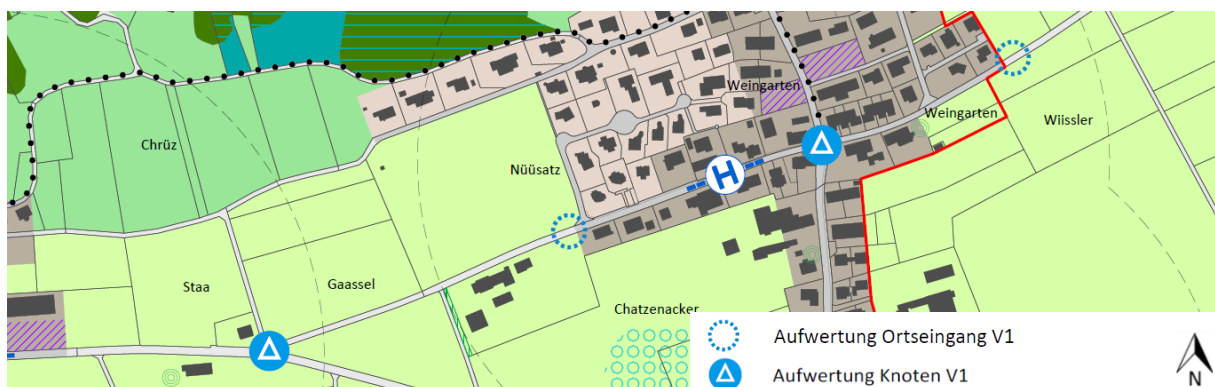 Weingarten
Weingarten
Wiissler
Chrüz
Nüüsatz
H
Staa
Gaassel
Chatzenacker
Aufwertung Ortseingang V1
Aufwertung Knoten V1
N